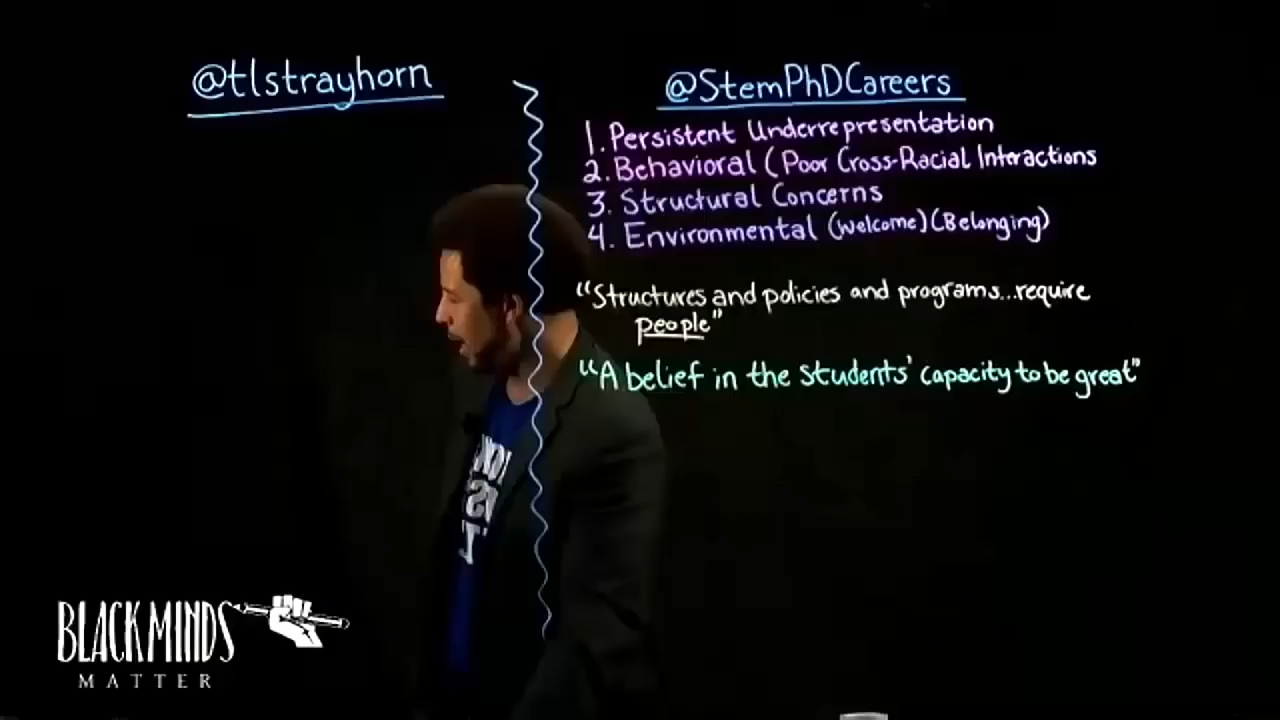 @tlstrayhorn
@StemPhDCareers
1. Persistent Underrepresentation
2. Behavioral (Poor Cross-Racial Interactions
3. Structural Concerns
4. Environmental (Welcome) (Belonging)
"Structures and policies and programs...require
people"
"A belief in the students' capacity to be great"
BLACK MINDS
MATTER